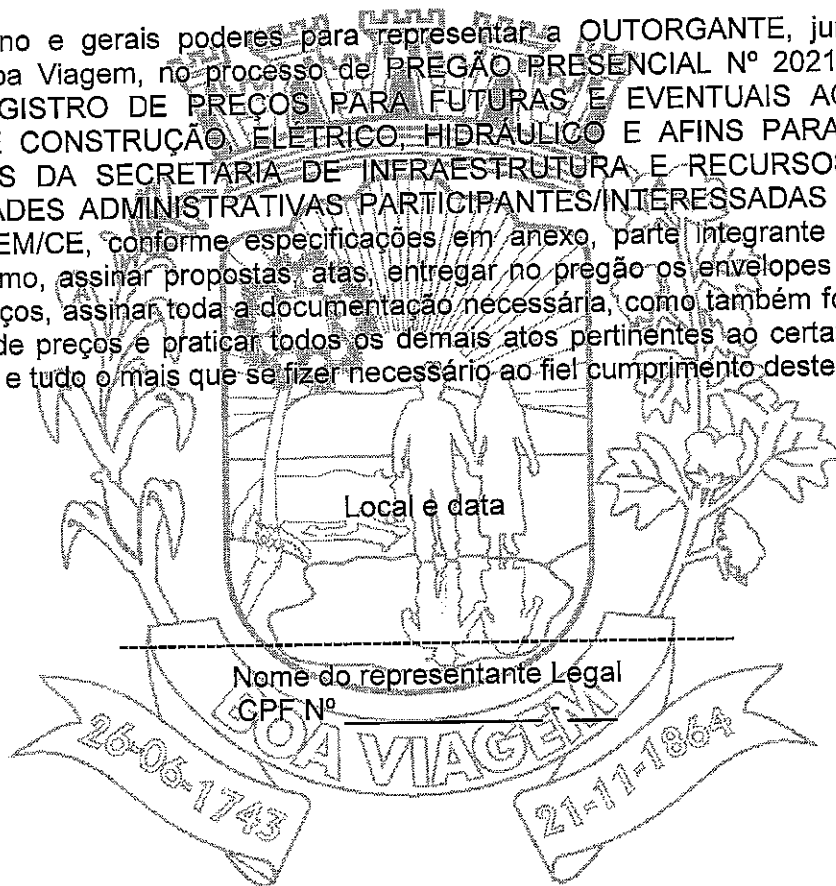 no e gerais poderes para representar a OUTORGANTE, ju
oa Viagem, no processo de PREGÃO PRESENCIAL Nº 2021
GISTRO DE PREÇOS PARA FUTURAS E EVENTUAIS A
E CONSTRUÇÃO, ELÉTRICO, HIDRÁULICO E AFINS PARA
S DA SECRETARIA DE INFRAESTRUTURA E RECURSOS
ADES ADMINISTRATIVAS PARTICIPANTES/INTERESSADAS
EM/CE, conforme especificações em anexo, parte integrante
mo, assinar propostas, atas, entregar no pregão os envelopes
ços, assinar toda a documentação necessária, como também fo
de preços e praticar todos os demais atos pertinentes ao certa
e tudo o mais que se fizer necessário ao fiel cumprimento deste
Local e data
Nome do representante Legal
CPF Nº ______________-____
BOA VIAGEM
26-06-1743
21-11-1864